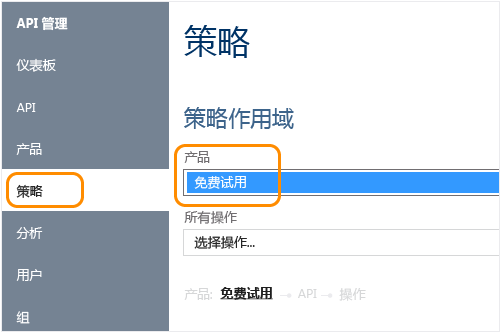 API 管理
仪表板
API
产品
策略
分析
用户
组
策略
策略作用域
产品
免费试用
所有操作
选择操作...
产品: 免费试用 → API → 操作